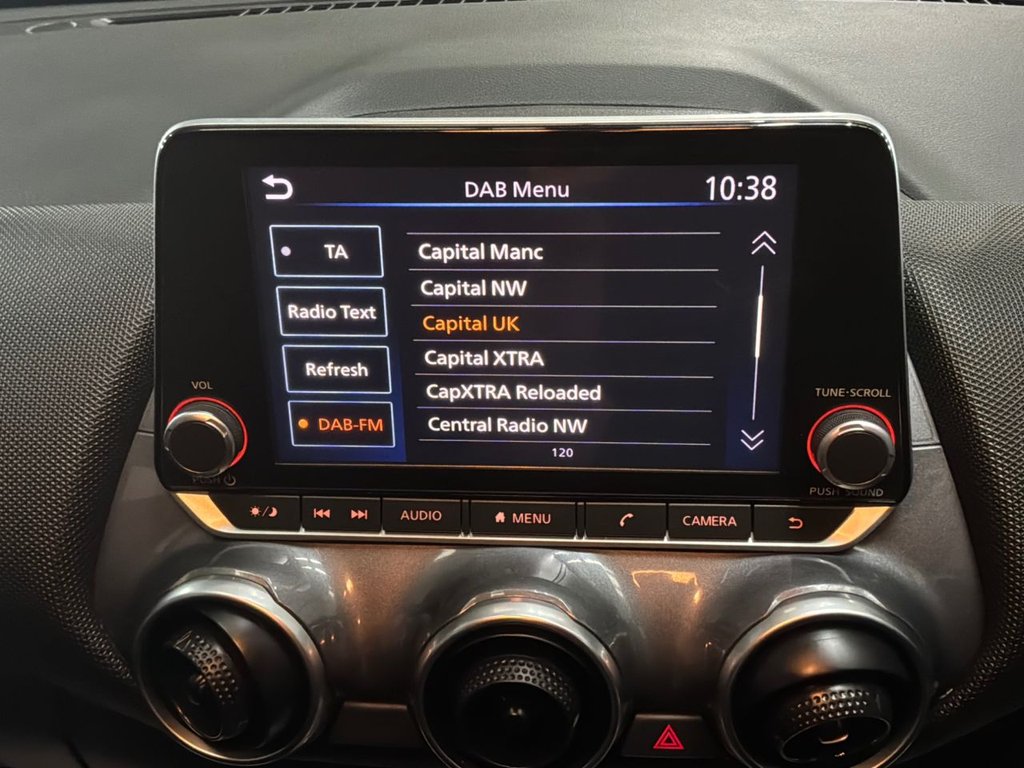 DAB Menu 10:38
TA
Capital Manc
Capital NW
Radio Text
Capital UK
Capital XTRA
Refresh
CapXTRA Reloaded
DAB-FM
Central Radio NW
120
VOL
PUSH
TUNE·SCROLL
PUSH SOUND
AUDIO
MENU
CAMERA